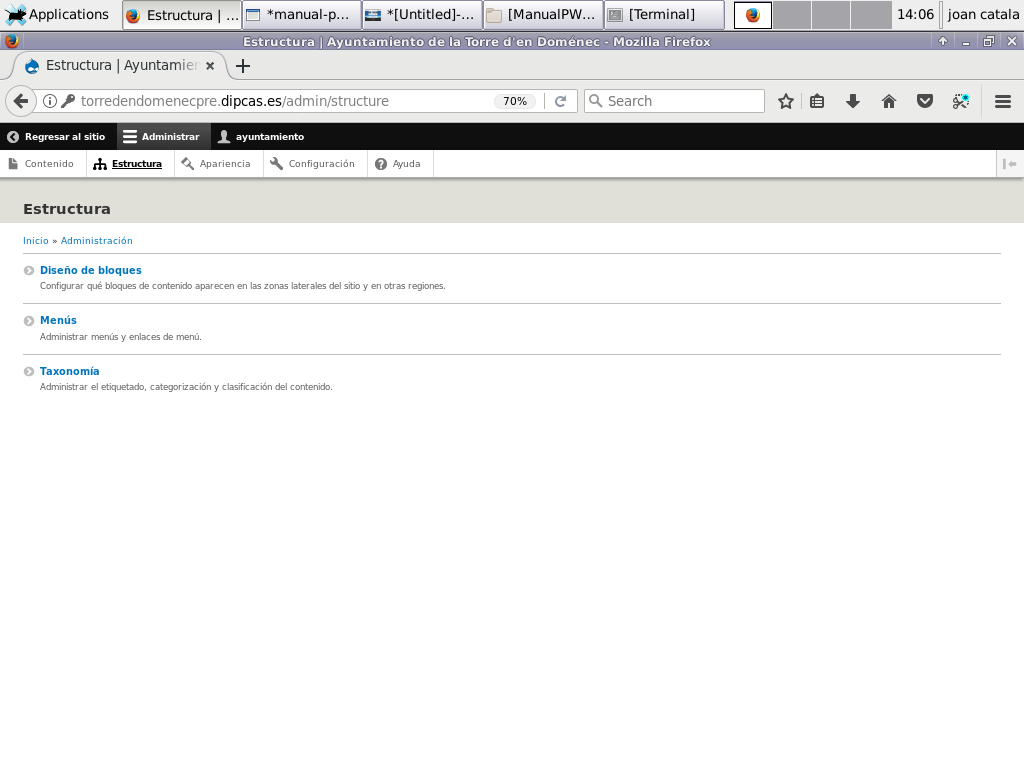 Applications Estructura | ... *manual-p... *[Untitled]-... [ManualPW... [Terminal] 14:06 joan catala
Estructura | Ayuntamiento de la Torre d'en Doménec - Mozilla Firefox
Estructura | Ayuntamie
torredendomenecpre.dipcas.es/admin/structure 70% Search
Regresar al sitio Administrar ayuntamiento
Contenido Estructura Apariencia Configuración Ayuda
Estructura
Inicio » Administración
Diseño de bloques
Configurar qué bloques de contenido aparecen en las zonas laterales del sitio y en otras regiones.
Menús
Administrar menús y enlaces de menú.
Taxonomía
Administrar el etiquetado, categorización y clasificación del contenido.